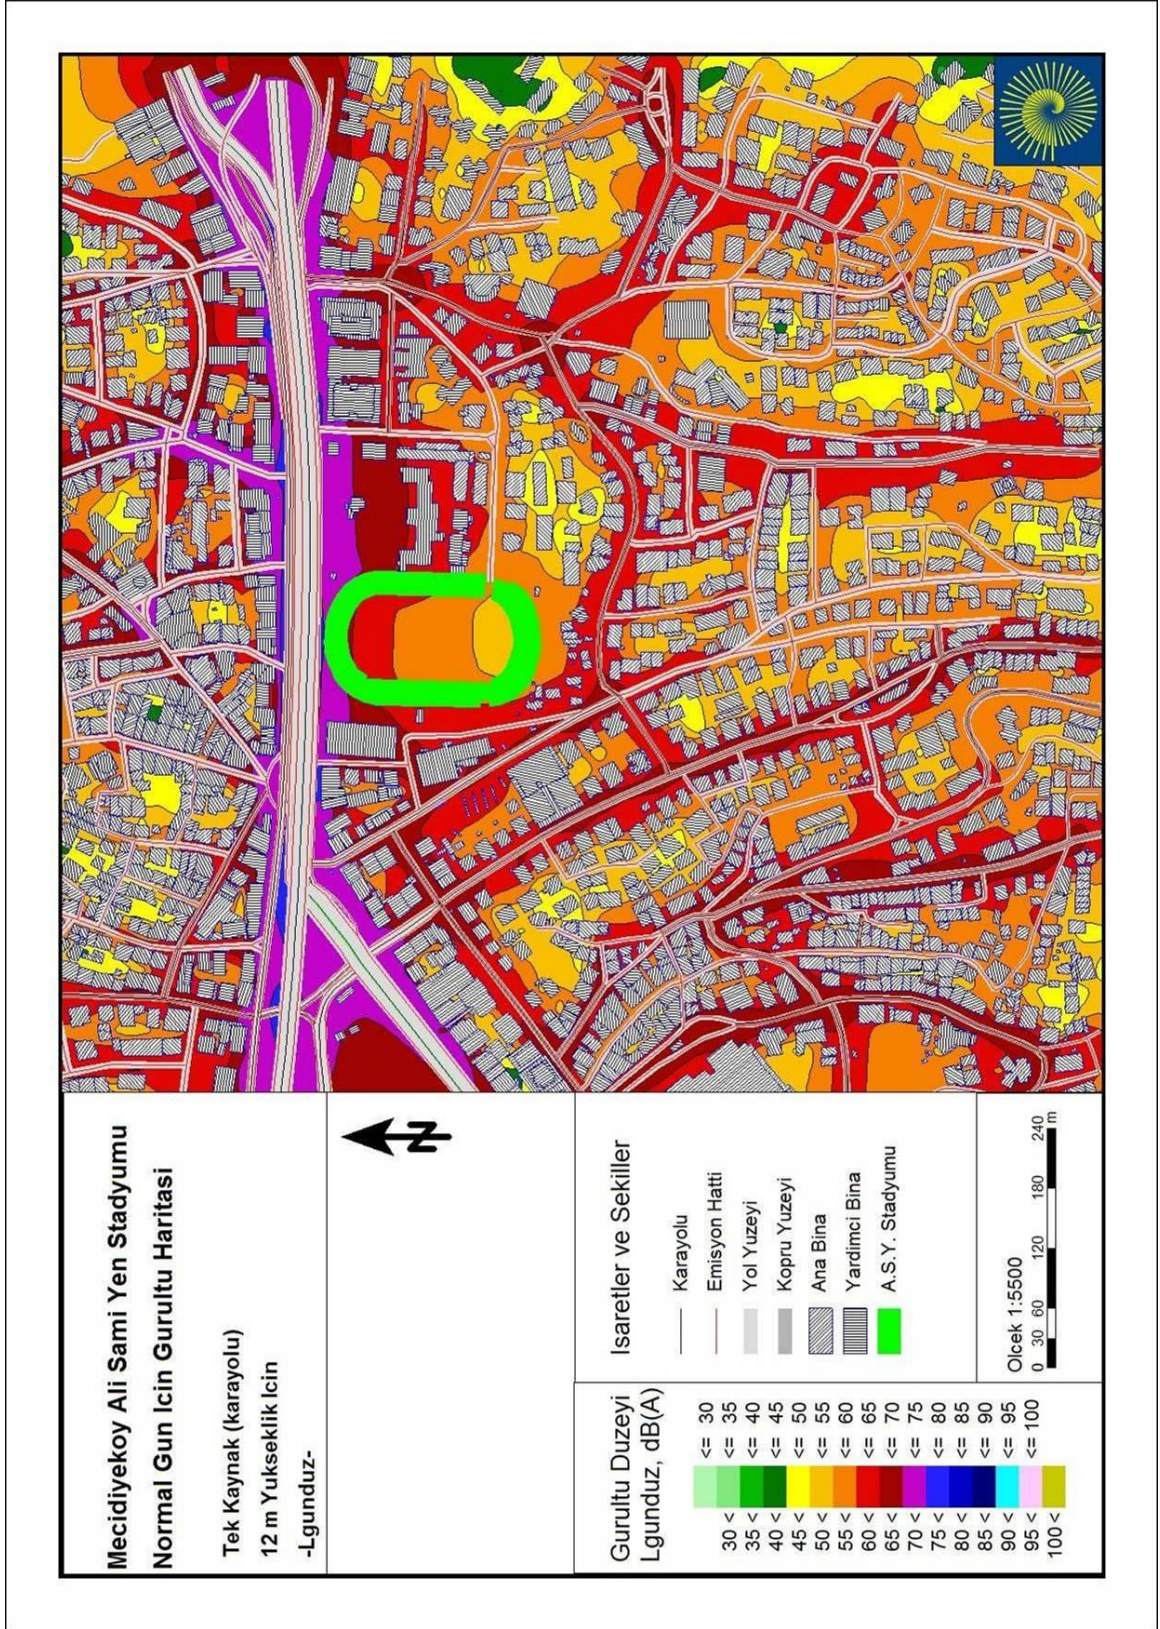 Mecidiyekoy Ali Sami Yen Stadyumu
Normal Gun Icin Gurultu Haritasi
Tek Kaynak (karayolu)
12 m Yukseklik Icin
-Lgunduz-
N
Gurultu Duzeyi
Lgunduz, dB(A)
<= 30
30 < <= 35
35 < <= 40
40 < <= 45
45 < <= 50
50 < <= 55
55 < <= 60
60 < <= 65
65 < <= 70
70 < <= 75
75 < <= 80
80 < <= 85
85 < <= 90
90 < <= 95
95 < <= 100
100 <
Isaretler ve Sekiller
Karayolu
Emisyon Hatti
Yol Yuzeyi
Kopru Yuzeyi
Ana Bina
Yardimci Bina
A.S.Y. Stadyumu
Olcek 1:5500
0 30 60 120 180 240
m